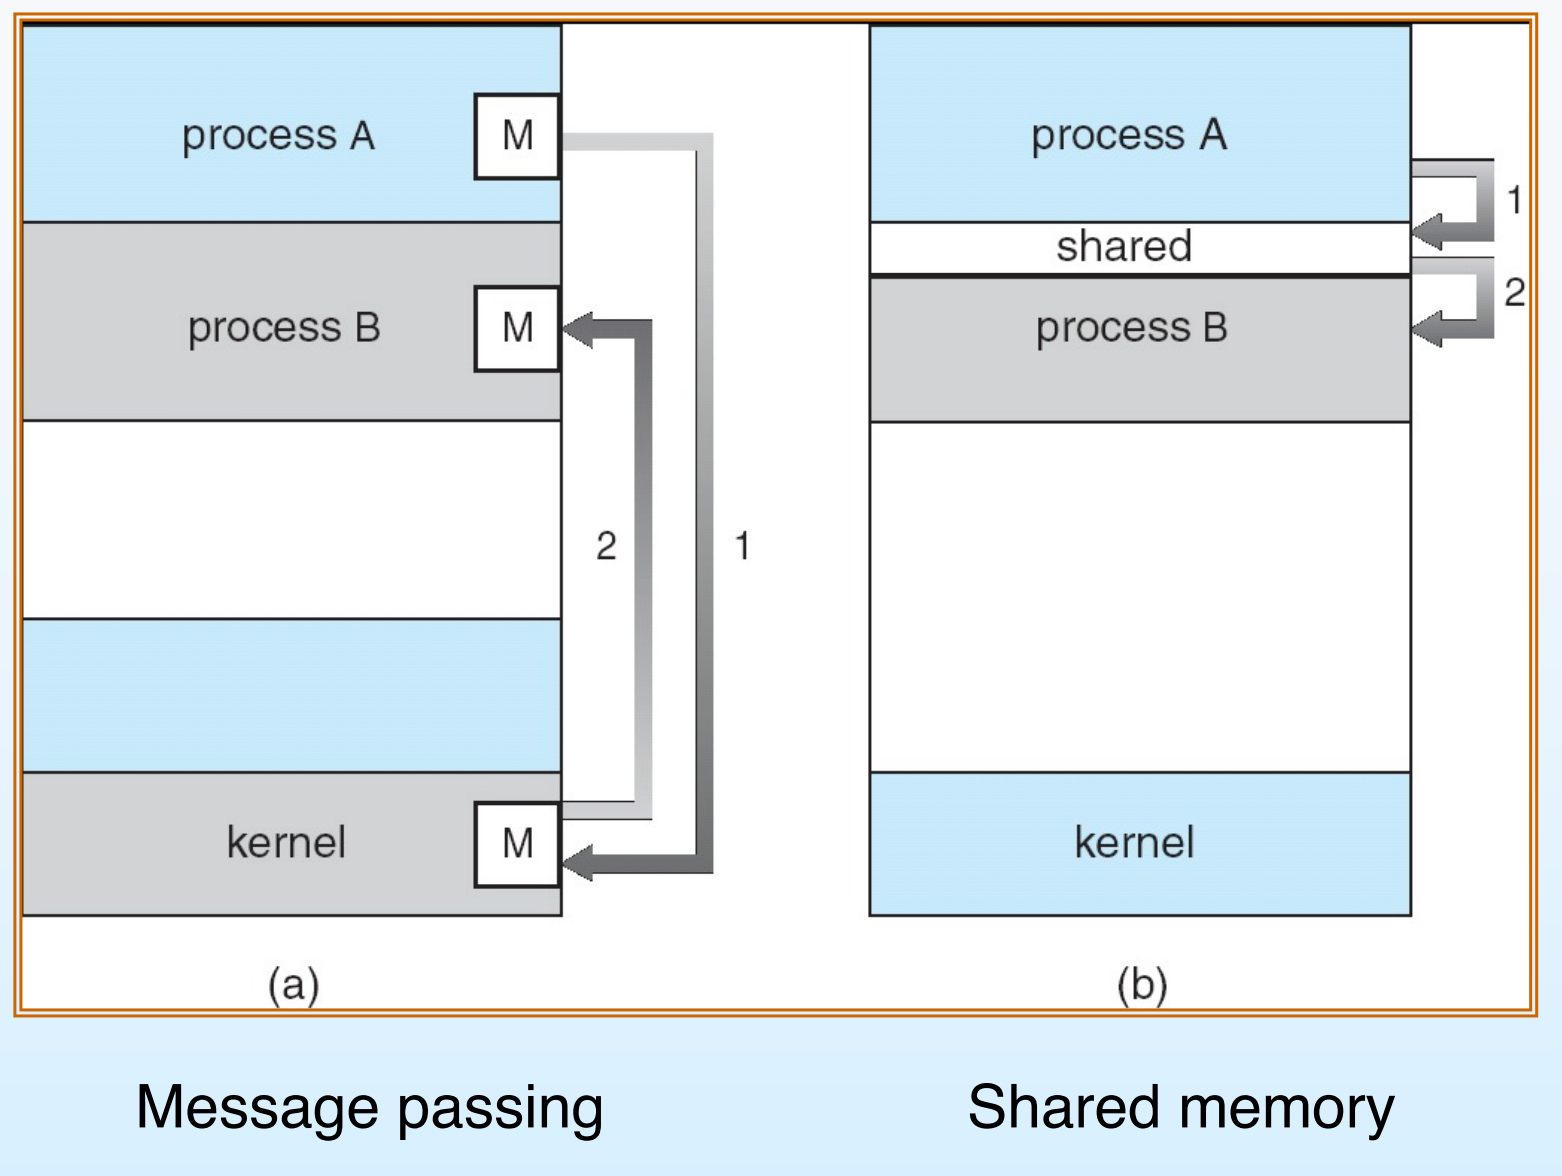 process A
M
process B
M
2
1
kernel
M
(a)
process A
1
shared
2
process B
kernel
(b)
Message passing
Shared memory